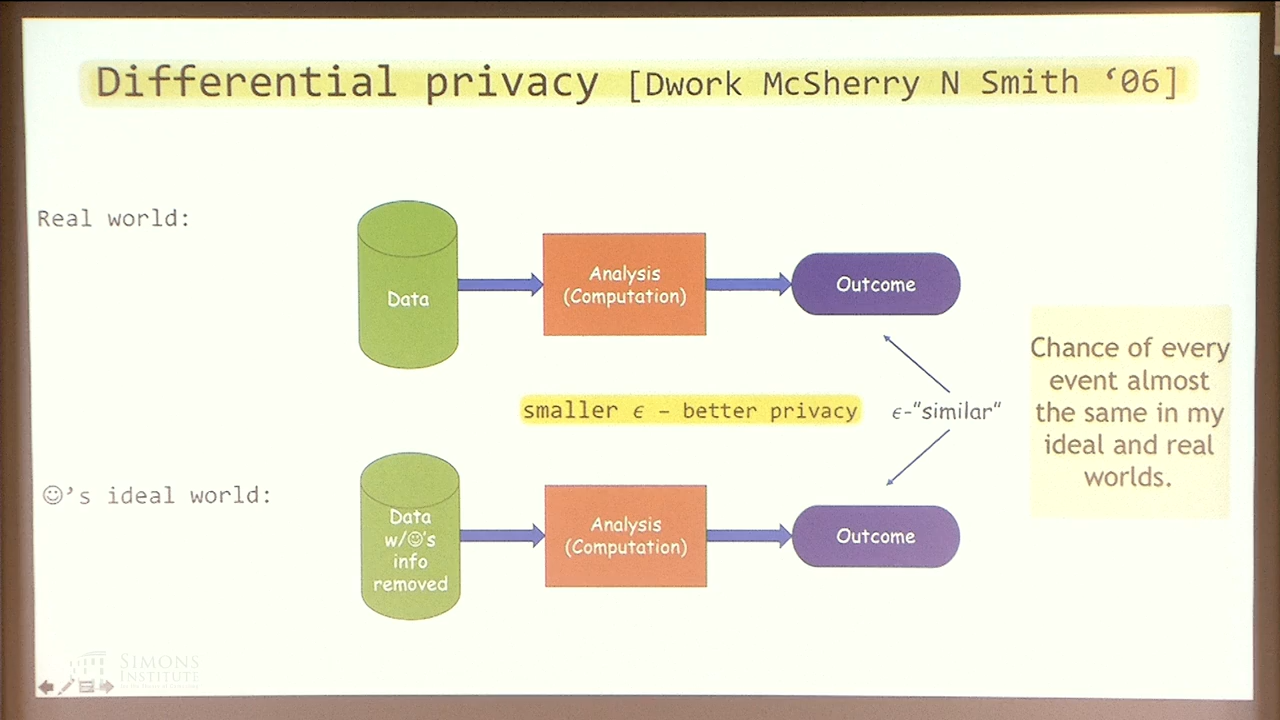 Differential privacy [Dwork McSherry N Smith ‘06]
Real world:
Data
Analysis
(Computation)
Outcome
Chance of every
event almost
the same in my
ideal and real
worlds.
smaller ϵ – better privacy
ϵ-"similar"
☺’s ideal world:
Data
w/☺'s
info
removed
Analysis
(Computation)
Outcome
SIMONS
INSTITUTE